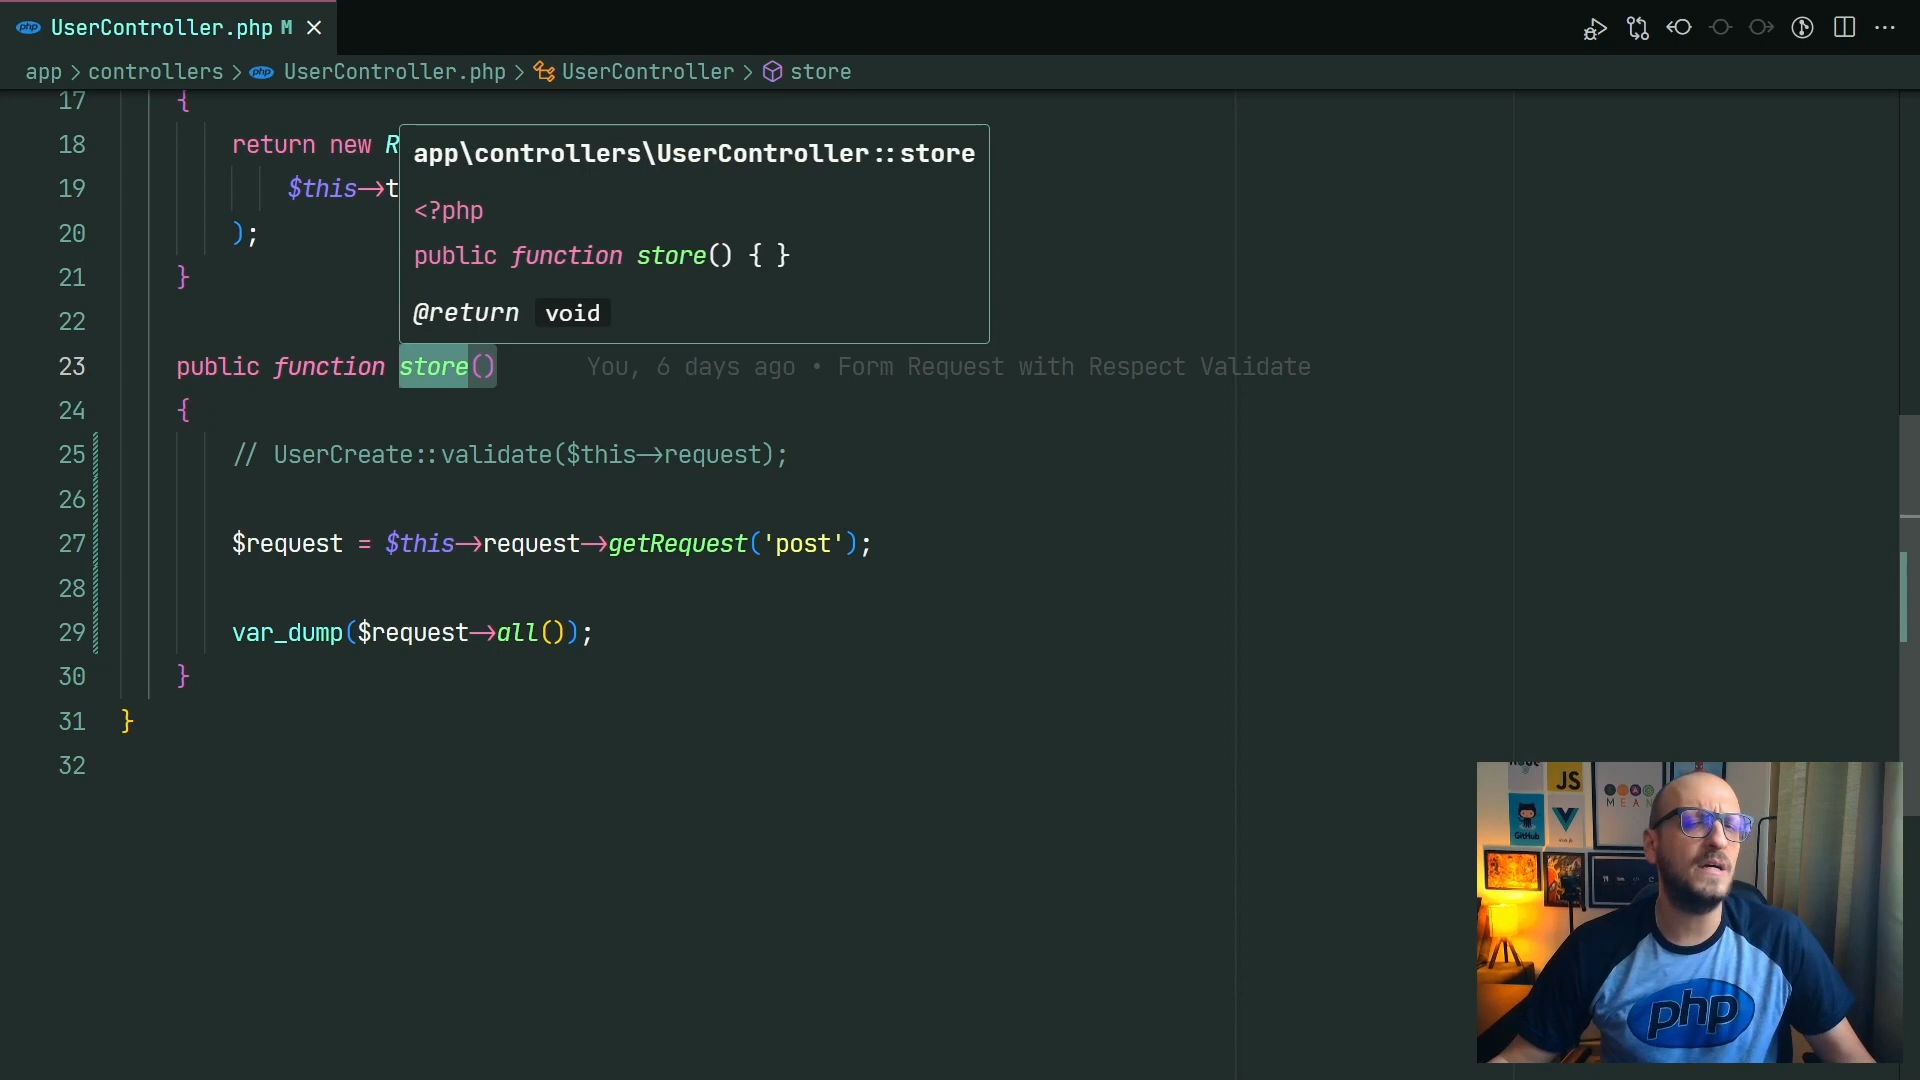 UserController.php M
app > controllers > UserController.php > UserController > store
17 {
18 return new R
19 $this->t
20 );
21 }
22
app\controllers\UserController::store
<?php
public function store() { }
@return void
23 public function store() You, 6 days ago • Form Request with Respect Validate
24 {
25 // UserCreate::validate($this->request);
26
27 $request = $this->request->getRequest('post');
28
29 var_dump($request->all());
30 }
31 }
32
JS
GitHub
MEAN
php